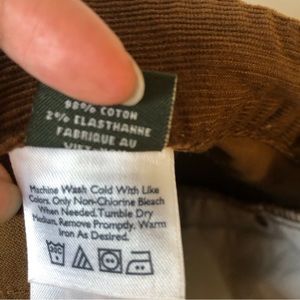 98% COTON
2% ELASTHANNE
FABRIQUE AU
Machine Wash Cold With Like
Colors. Only Non-Chlorine Bleach
When Needed. Tumble Dry
Medium. Remove Promptly. Warm
Iron As Desired.